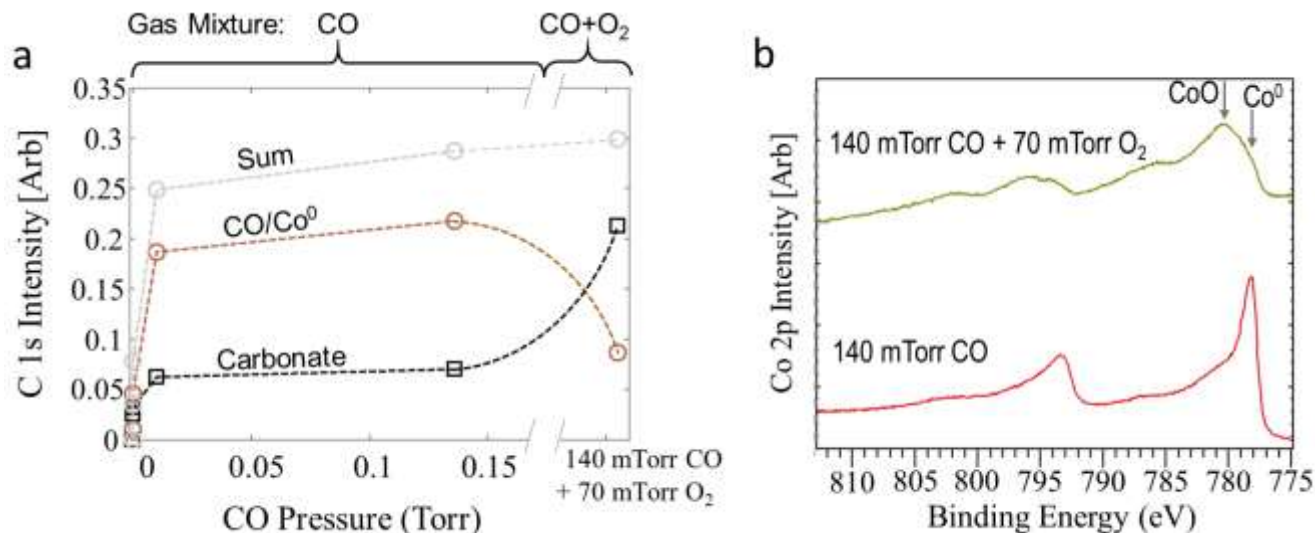 Gas Mixture: CO CO+O₂
a
0.35
0.3
0.25
0.2
0.15
0.1
0.05
0
C 1s Intensity [Arb]
Sum
CO/Co⁰
Carbonate
0 0.05 0.1 0.15
140 mTorr CO
+ 70 mTorr O₂
CO Pressure (Torr)
b
CoO Co⁰
140 mTorr CO + 70 mTorr O₂
140 mTorr CO
Co 2p Intensity [Arb]
810 805 800 795 790 785 780 775
Binding Energy (eV)